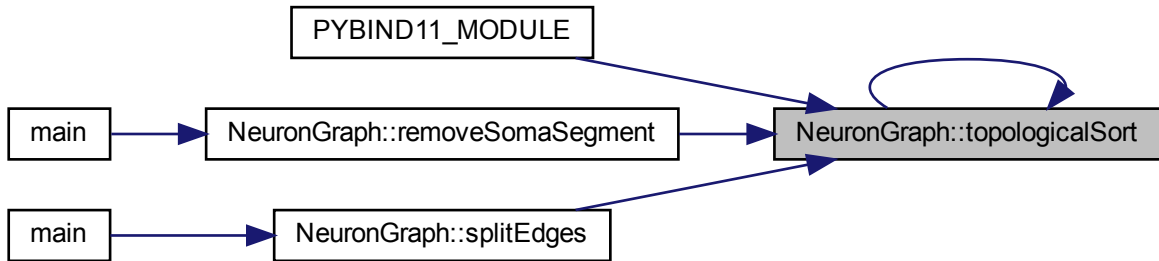 PYBIND11_MODULE
main
NeuronGraph::removeSomaSegment
NeuronGraph::topologicalSort
main
NeuronGraph::splitEdges